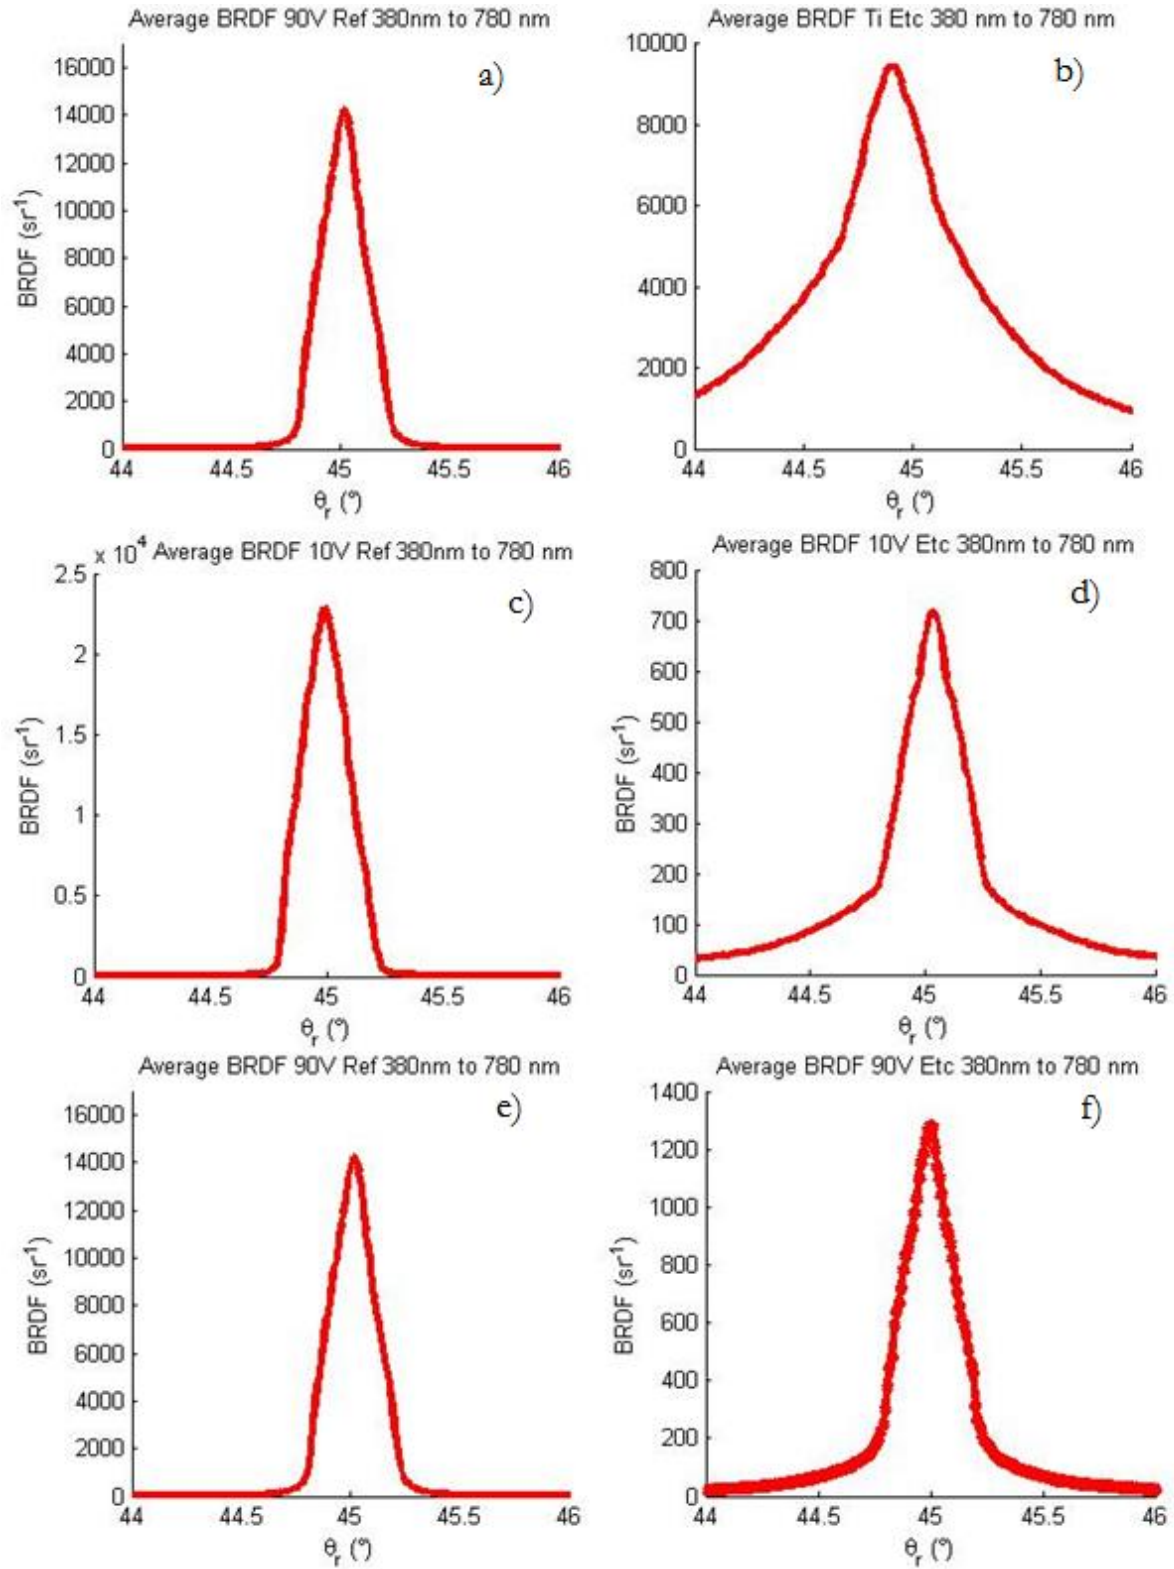 Average BRDF 90V Ref 380nm to 780 nm
a)
16000
14000
12000
10000
8000
6000
4000
2000
0
BRDF (sr-1)
44 44.5 45 45.5 46
θr (°)
Average BRDF Ti Etc 380 nm to 780 nm
b)
10000
8000
6000
4000
2000
0
BRDF (sr-1)
44 44.5 45 45.5 46
θr (°)
x 10^4 Average BRDF 10V Ref 380nm to 780 nm
c)
2.5
2
1.5
1
0.5
0
BRDF (sr-1)
44 44.5 45 45.5 46
θr (°)
Average BRDF 10V Etc 380nm to 780 nm
d)
800
700
600
500
400
300
200
100
0
BRDF (sr-1)
44 44.5 45 45.5 46
θr (°)
Average BRDF 90V Ref 380nm to 780 nm
e)
16000
14000
12000
10000
8000
6000
4000
2000
0
BRDF (sr-1)
44 44.5 45 45.5 46
θr (°)
Average BRDF 90V Etc 380nm to 780 nm
f)
1400
1200
1000
800
600
400
200
0
BRDF (sr-1)
44 44.5 45 45.5 46
θr (°)